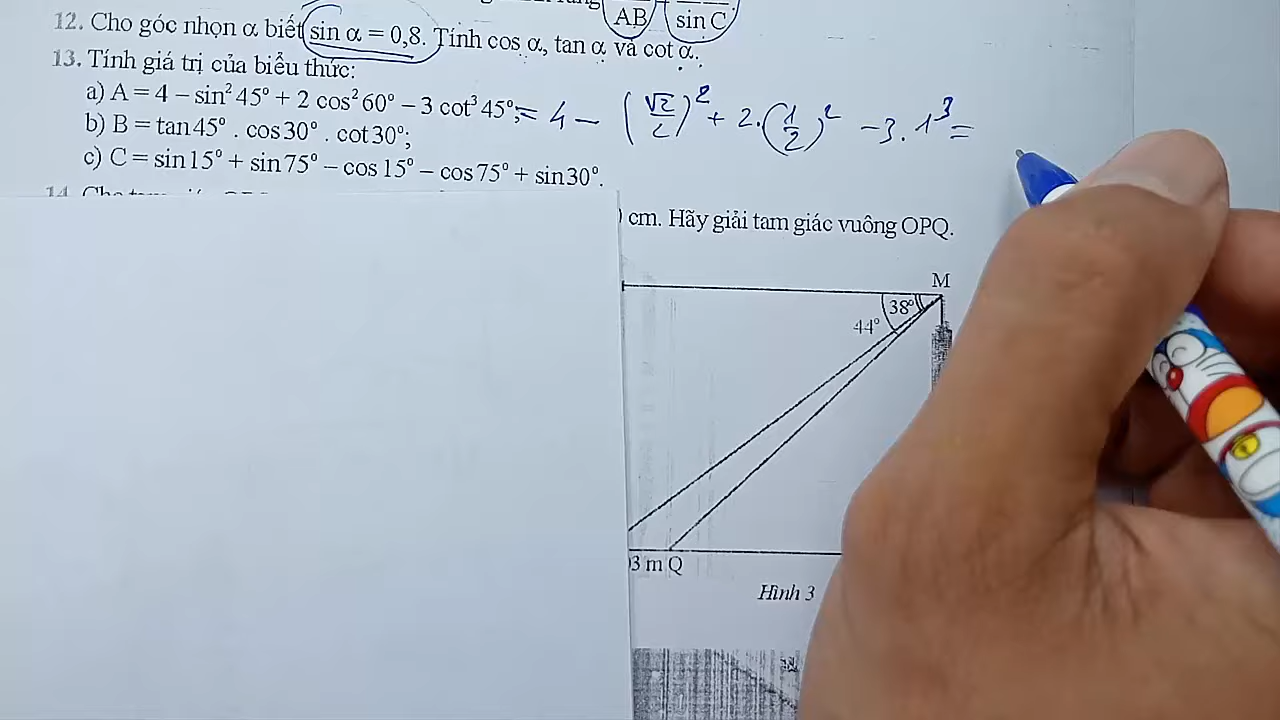 AB sin C
12. Cho góc nhọn α biết sin α = 0,8. Tính cos α, tan α và cot α.
13. Tính giá trị của biểu thức:
a) A = 4 – sin² 45° + 2 cos² 60° – 3 cot³ 45°; = 4 – (√2/2)² + 2.(1/2)² – 3.1³ =
b) B = tan 45° . cos 30° . cot 30°;
c) C = sin 15° + sin 75° – cos 15° – cos 75° + sin 30°.
14.
cm. Hãy giải tam giác vuông OPQ.
M
38°
44°
3 m Q
Hình 3